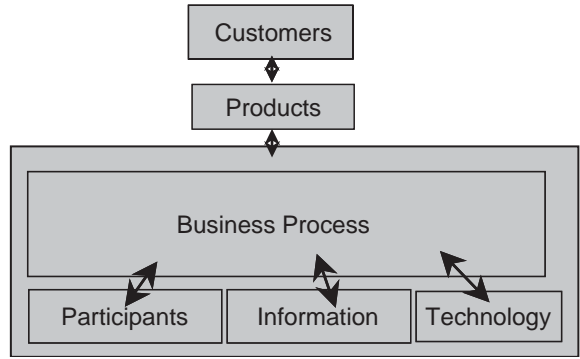 Customers
Products
Business Process
Participants
Information
Technology